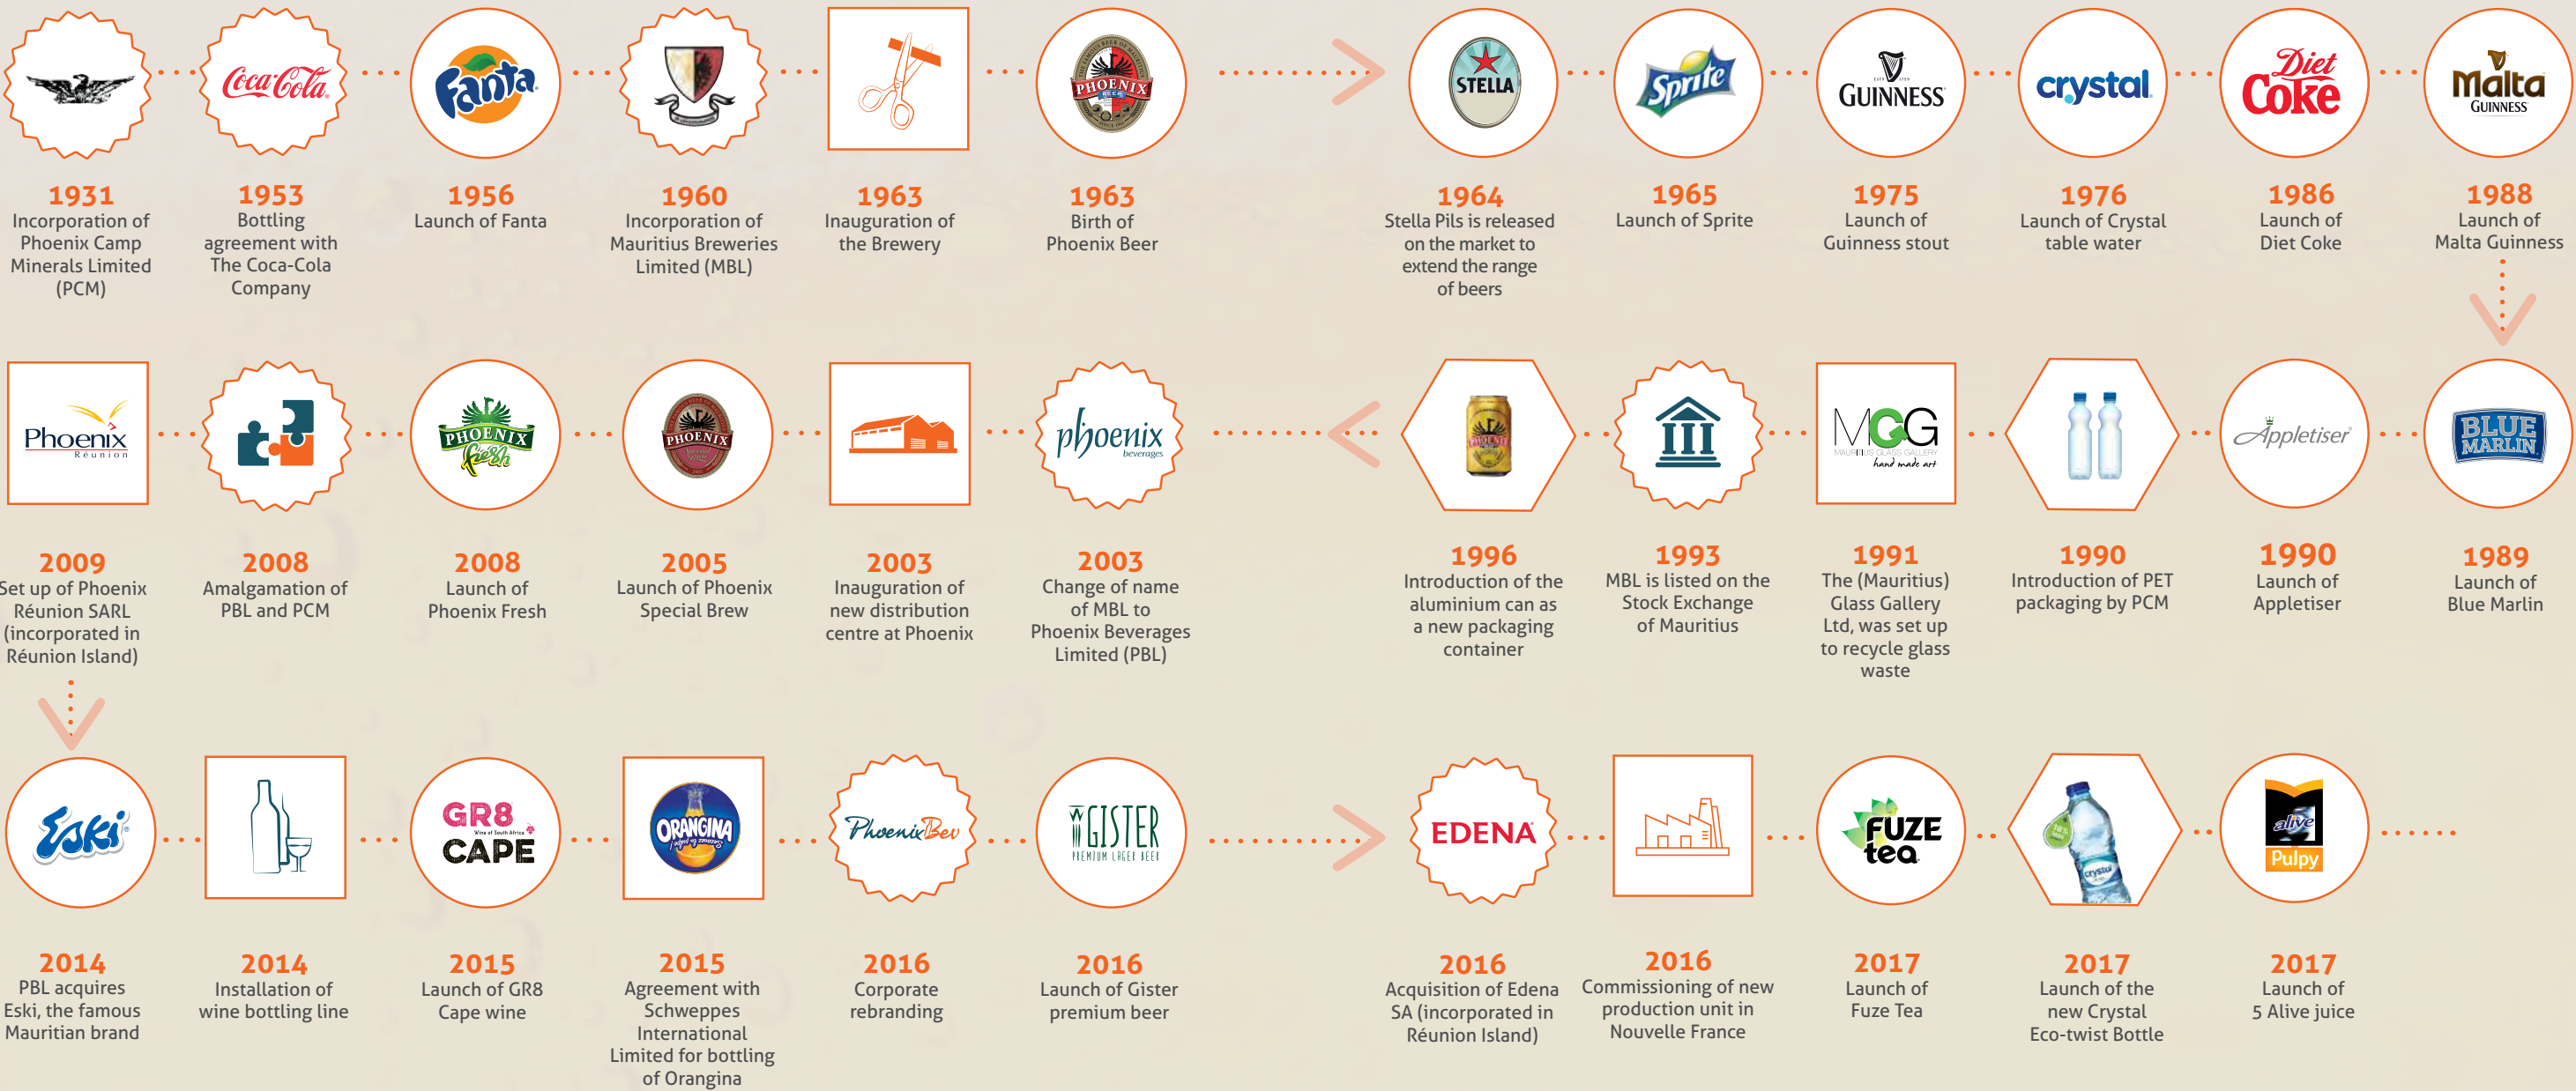 Coca-Cola
Fanta
PHOENIX
BEER
STELLA
Sprite
GUINNESS
crystal
Diet
Coke
Malta
GUINNESS
1931
Incorporation of
Phoenix Camp
Minerals Limited
(PCM)
1953
Bottling
agreement with
The Coca-Cola
Company
1956
Launch of Fanta
1960
Incorporation of
Mauritius Breweries
Limited (MBL)
1963
Inauguration of
the Brewery
1963
Birth of
Phoenix Beer
1964
Stella Pils is released
on the market to
extend the range
of beers
1965
Launch of Sprite
1975
Launch of
Guinness stout
1976
Launch of Crystal
table water
1986
Launch of
Diet Coke
1988
Launch of
Malta Guinness
BLUE
MARLIN
1989
Launch of
Blue Marlin
Appletiser
1990
Launch of
Appletiser
1990
Introduction of PET
packaging by PCM
MGG
MAURITIUS GLASS GALLERY
hand made art
1991
The (Mauritius)
Glass Gallery
Ltd, was set up
to recycle glass
waste
1993
MBL is listed on the
Stock Exchange
of Mauritius
PHOENIX
1996
Introduction of the
aluminium can as
a new packaging
container
phoenix
beverages
2003
Change of name
of MBL to
Phoenix Beverages
Limited (PBL)
2003
Inauguration of
new distribution
centre at Phoenix
PHOENIX
2005
Launch of Phoenix
Special Brew
PHOENIX
fresh
2008
Launch of
Phoenix Fresh
2008
Amalgamation of
PBL and PCM
Phoenix
Réunion
2009
Set up of Phoenix
Réunion SARL
(incorporated in
Réunion Island)
Eski
2014
PBL acquires
Eski, the famous
Mauritian brand
2014
Installation of
wine bottling line
GR8
Wine of South Africa
CAPE
2015
Launch of GR8
Cape wine
ORANGINA
2015
Agreement with
Schweppes
International
Limited for bottling
of Orangina
PhoenixBev
2016
Corporate
rebranding
GISTER
PREMIUM LAGER BEER
2016
Launch of Gister
premium beer
EDENA
2016
Acquisition of Edena
SA (incorporated in
Réunion Island)
2016
Commissioning of new
production unit in
Nouvelle France
FUZE
tea
2017
Launch of
Fuze Tea
crystal
2017
Launch of the
new Crystal
Eco-twist Bottle
alive
Pulpy
2017
Launch of
5 Alive juice